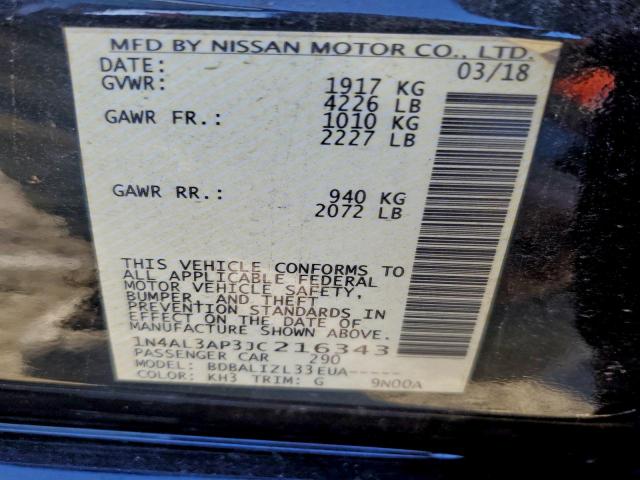 MFD BY NISSAN MOTOR CO., LTD.
DATE: 03/18
GVWR: 1917 KG
4226 LB
GAWR FR.: 1010 KG
2227 LB
GAWR RR.: 940 KG
2072 LB
THIS VEHICLE CONFORMS TO
ALL APPLICABLE FEDERAL
MOTOR VEHICLE SAFETY,
BUMPER, AND THEFT
PREVENTION STANDARDS IN
EFFECT ON THE DATE OF
MANUFACTURE SHOWN ABOVE.
1N4AL3AP3JC216343
PASSENGER CAR 290
MODEL: BDBALIZL33EUA-----
COLOR: KH3 TRIM: G 9N00A